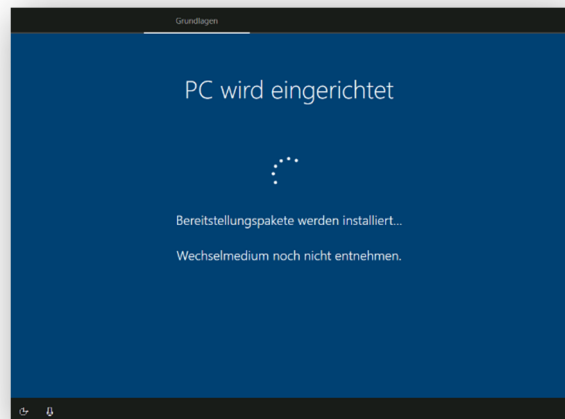 Grundlagen
PC wird eingerichtet
Bereitstellungspakete werden installiert...
Wechselmedium noch nicht entnehmen.